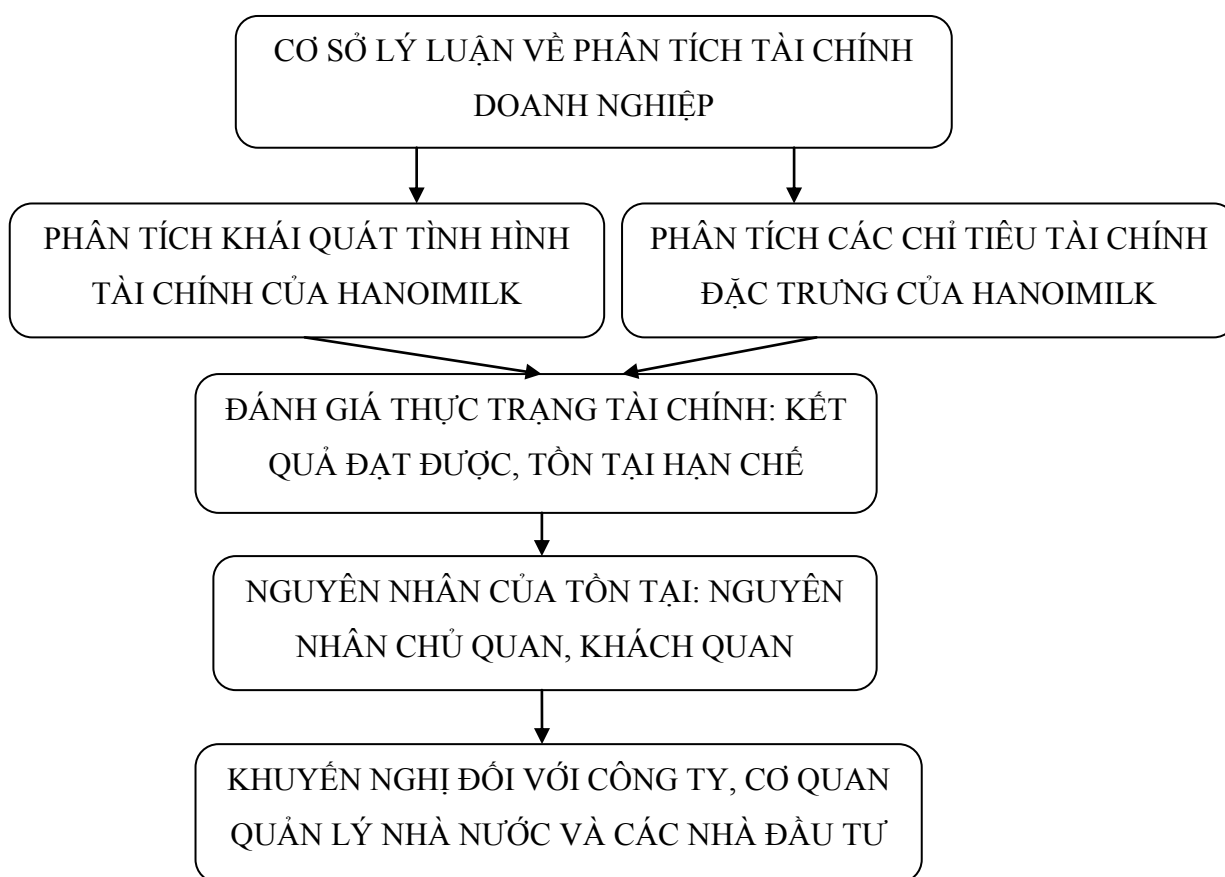 CƠ SỞ LÝ LUẬN VỀ PHÂN TÍCH TÀI CHÍNH
DOANH NGHIỆP
PHÂN TÍCH KHÁI QUÁT TÌNH HÌNH
TÀI CHÍNH CỦA HANOIMILK
PHÂN TÍCH CÁC CHỈ TIÊU TÀI CHÍNH
ĐẶC TRƯNG CỦA HANOIMILK
ĐÁNH GIÁ THỰC TRẠNG TÀI CHÍNH: KẾT
QUẢ ĐẠT ĐƯỢC, TỒN TẠI HẠN CHẾ
NGUYÊN NHÂN CỦA TỒN TẠI: NGUYÊN
NHÂN CHỦ QUAN, KHÁCH QUAN
KHUYẾN NGHỊ ĐỐI VỚI CÔNG TY, CƠ QUAN
QUẢN LÝ NHÀ NƯỚC VÀ CÁC NHÀ ĐẦU TƯ